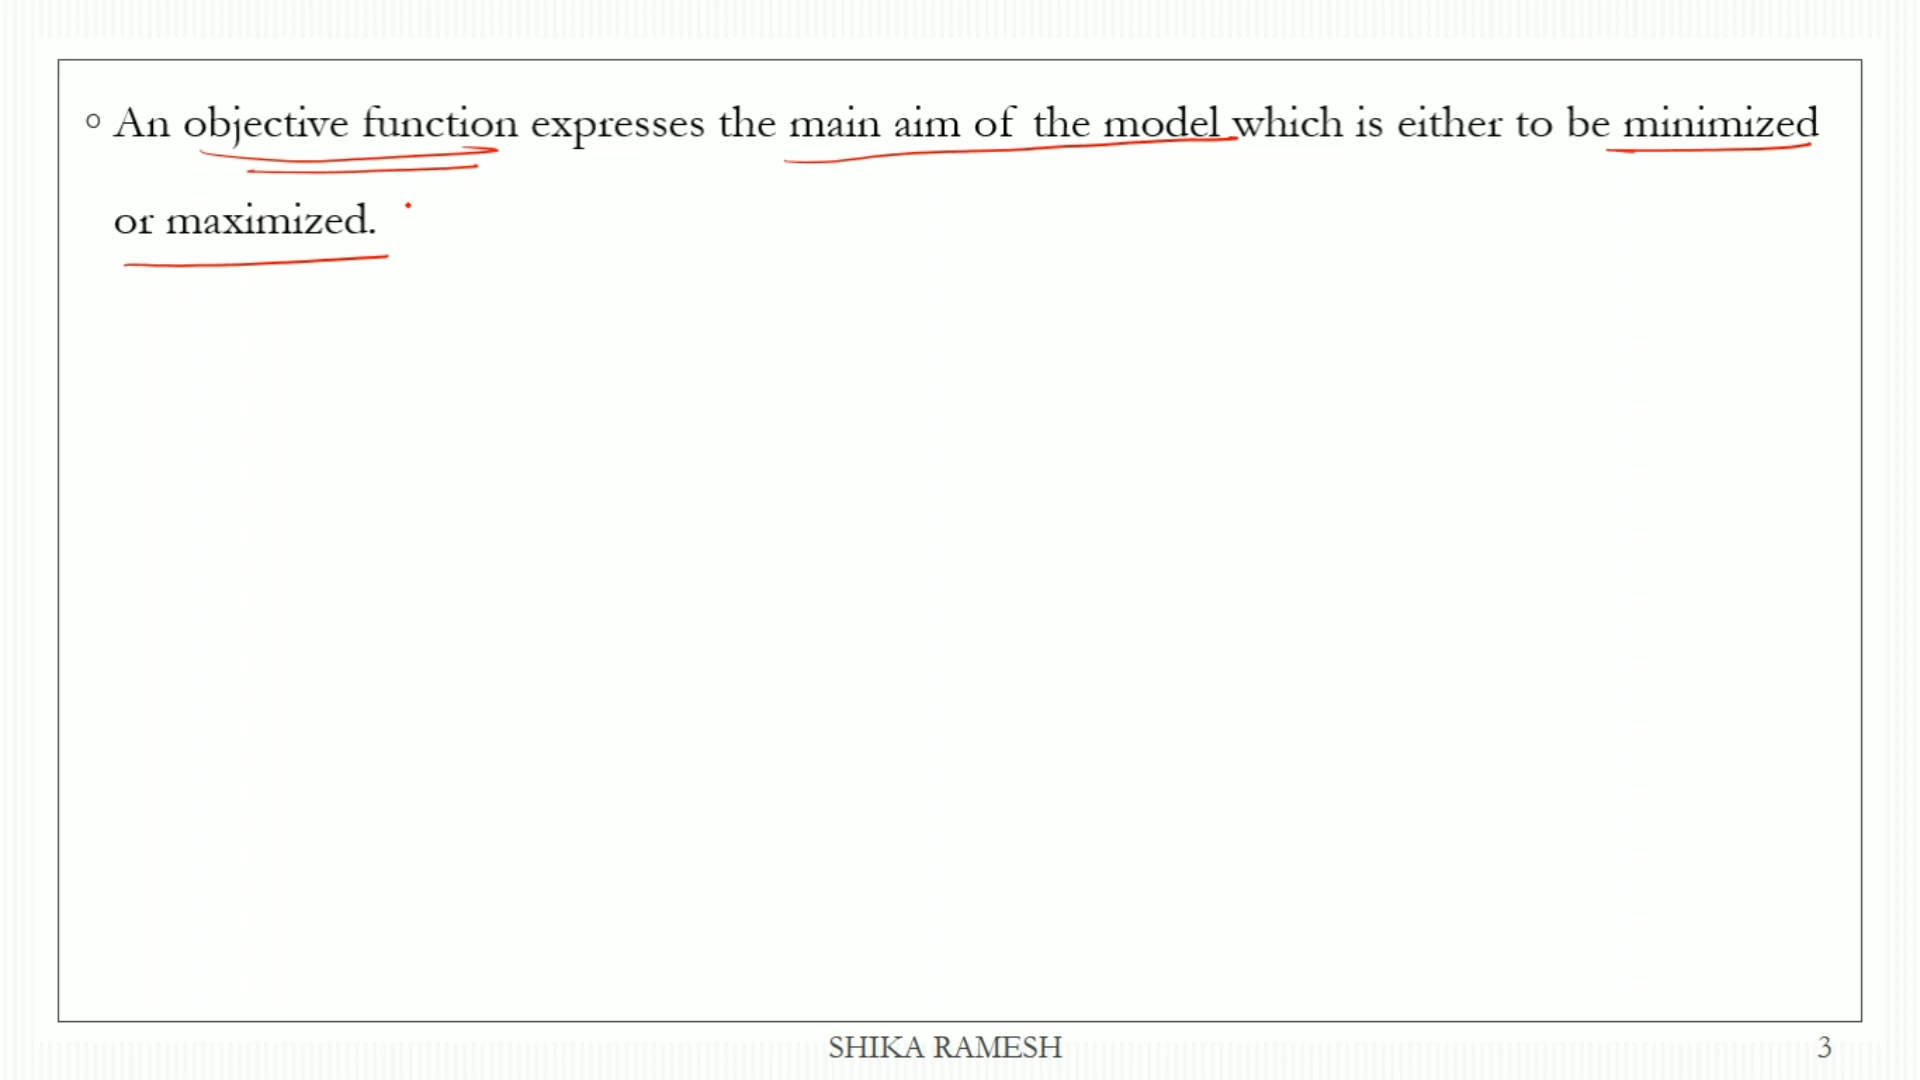 ◦ An objective function expresses the main aim of the model which is either to be minimized
or maximized.
SHIKA RAMESH
3